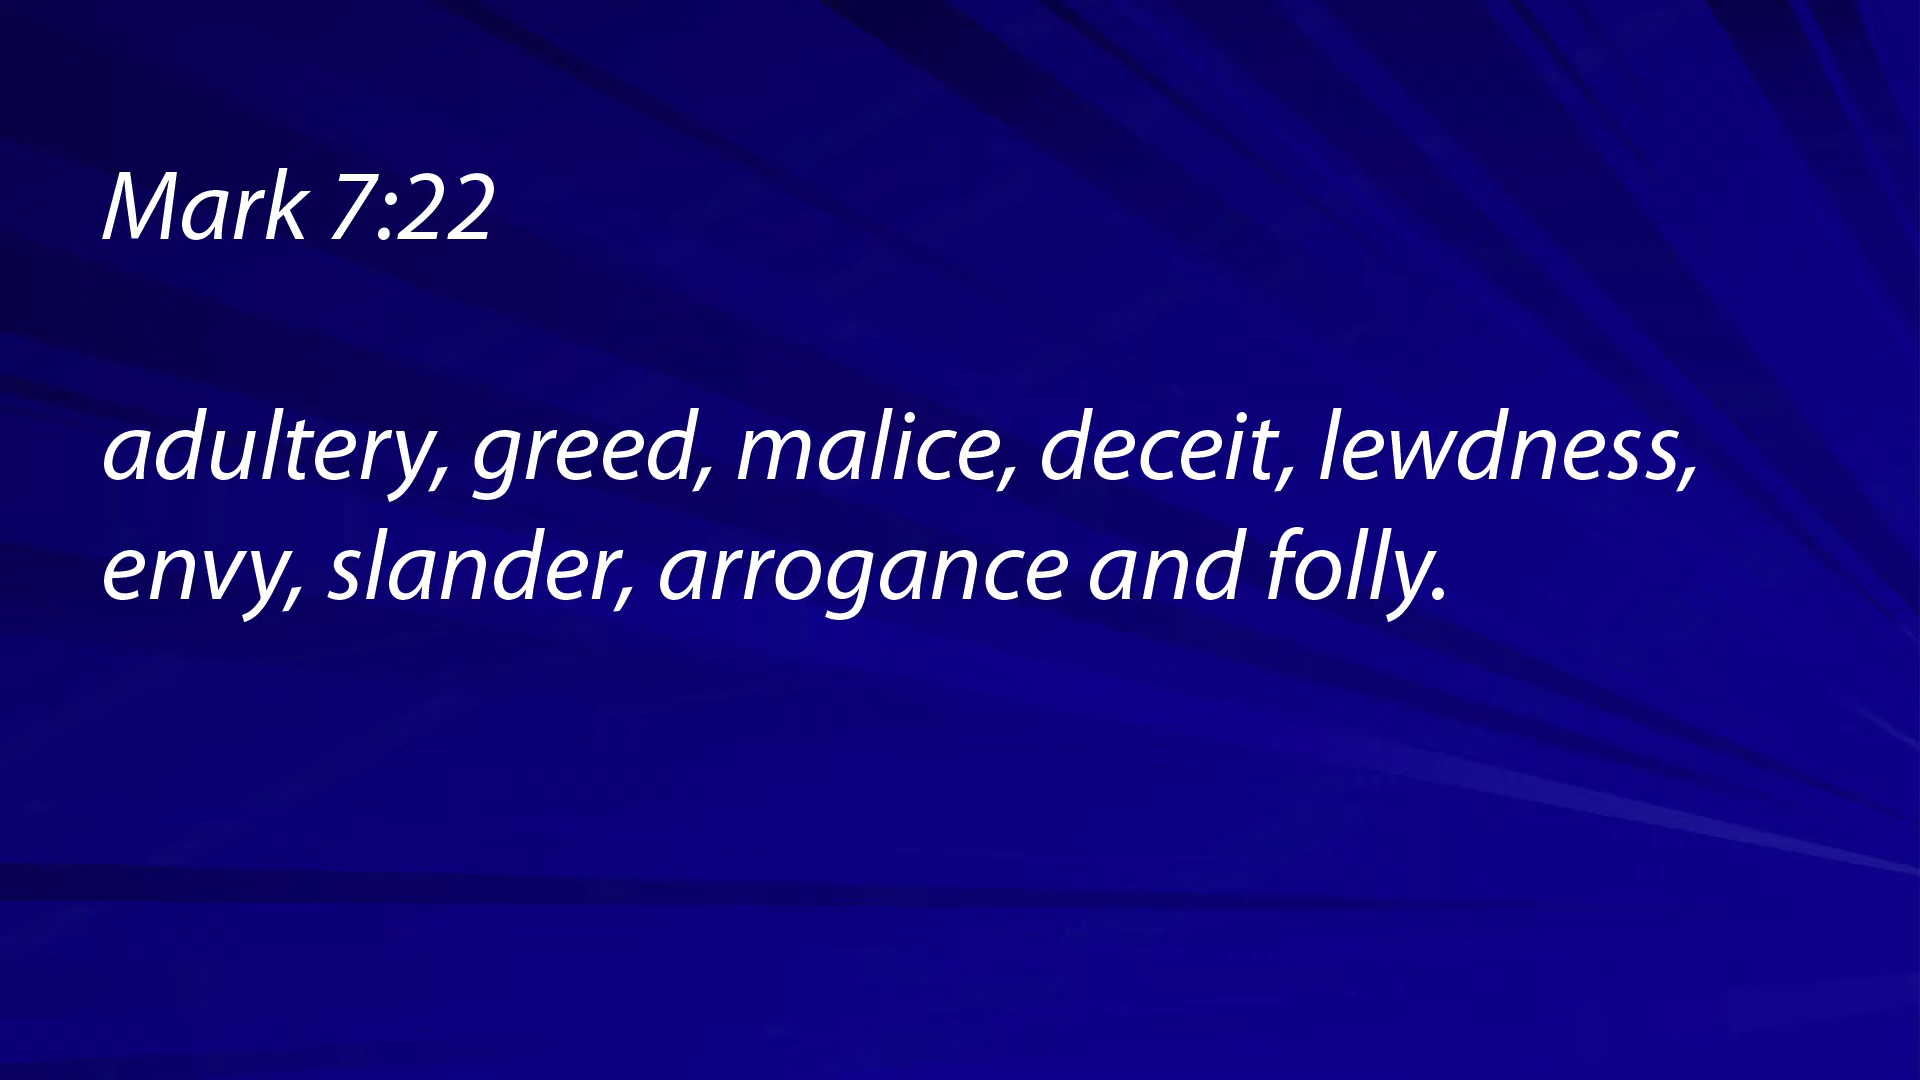 Mark 7:22
adultery, greed, malice, deceit, lewdness,
envy, slander, arrogance and folly.